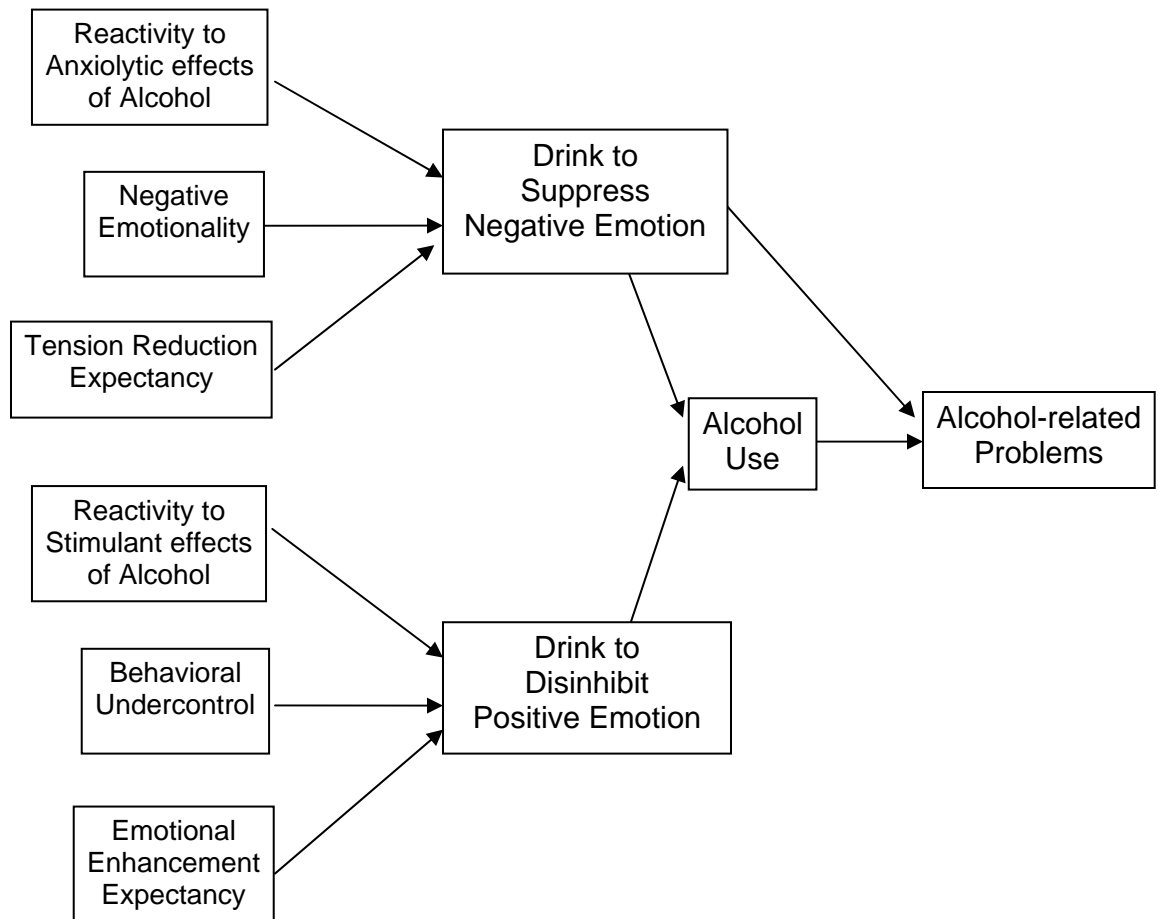 Reactivity to
Anxiolytic effects
of Alcohol
Negative
Emotionality
Tension Reduction
Expectancy
Drink to
Suppress
Negative Emotion
Alcohol
Use
Alcohol-related
Problems
Reactivity to
Stimulant effects
of Alcohol
Behavioral
Undercontrol
Emotional
Enhancement
Expectancy
Drink to
Disinhibit
Positive Emotion